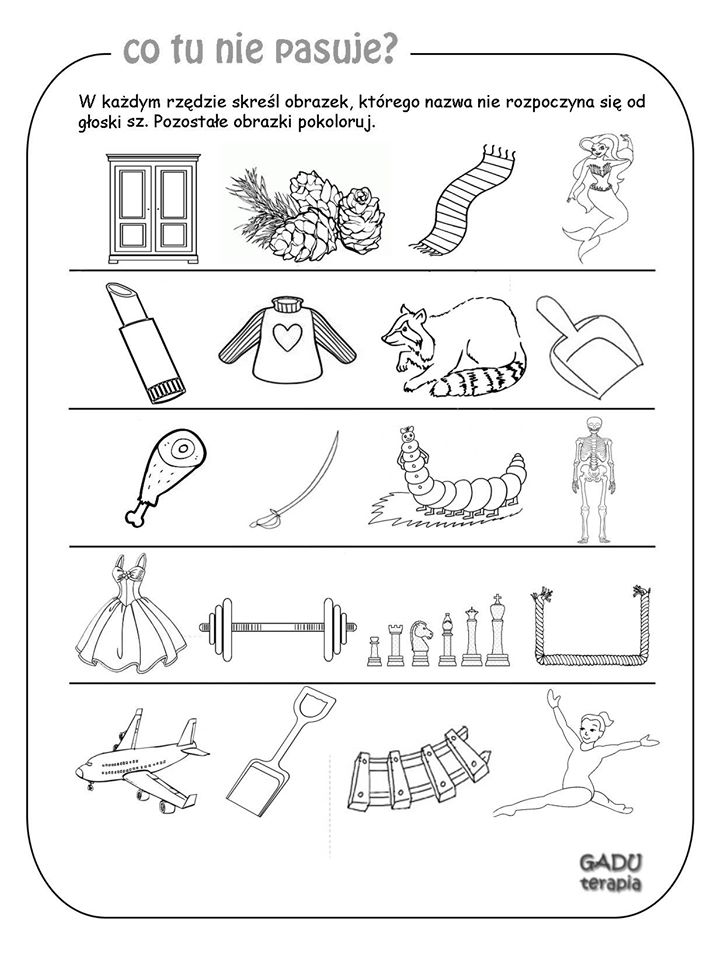 co tu nie pasuje?
W każdym rzędzie skreśl obrazek, którego nazwa nie rozpoczyna się od
głoski sz. Pozostałe obrazki pokoloruj.
GADU
terapia